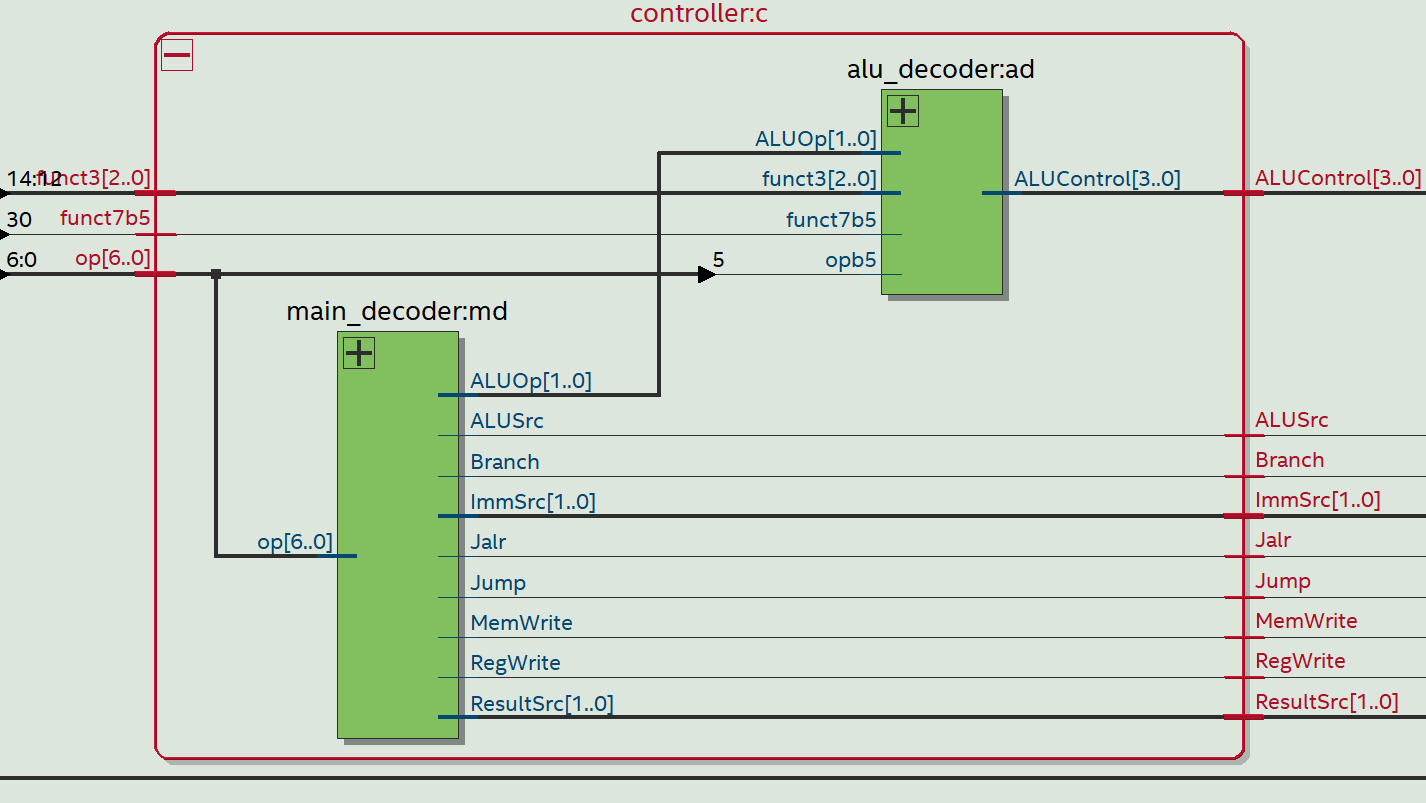 controller:c
alu_decoder:ad
ALUOp[1..0]
14:12 funct3[2..0] funct3[2..0] ALUControl[3..0] ALUControl[3..0]
30 funct7b5 funct7b5
6:0 op[6..0] 5 opb5
main_decoder:md
ALUOp[1..0]
ALUSrc ALUSrc
Branch Branch
ImmSrc[1..0] ImmSrc[1..0]
op[6..0] Jalr Jalr
Jump Jump
MemWrite MemWrite
RegWrite RegWrite
ResultSrc[1..0] ResultSrc[1..0]